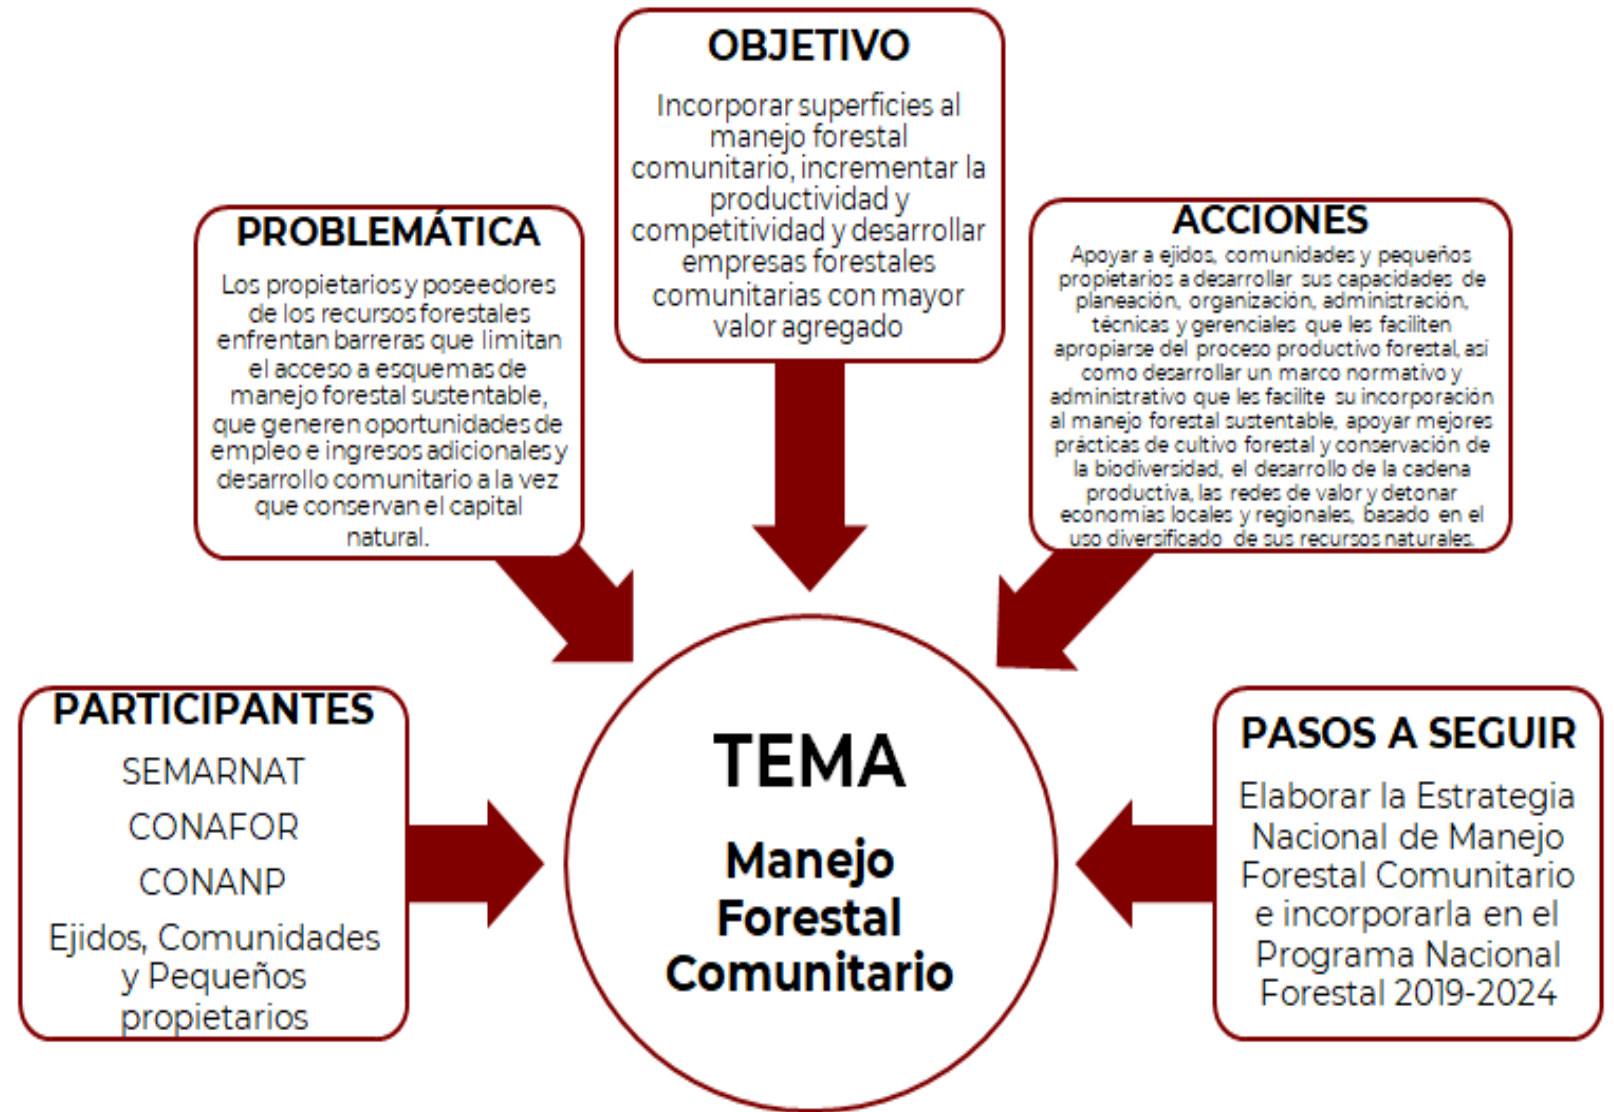 OBJETIVO
Incorporar superficies al
manejo forestal
comunitario, incrementar la
productividad y
competitividad y desarrollar
empresas forestales
comunitarias con mayor
valor agregado
PROBLEMÁTICA
Los propietarios y poseedores
de los recursos forestales
enfrentan barreras que limitan
el acceso a esquemas de
manejo forestal sustentable,
que generen oportunidades de
empleo e ingresos adicionales y
desarrollo comunitario a la vez
que conservan el capital
natural.
ACCIONES
Apoyar a ejidos, comunidades y pequeños
propietarios a desarrollar sus capacidades de
planeación, organización, administración,
técnicas y gerenciales que les faciliten
apropiarse del proceso productivo forestal, así
como desarrollar un marco normativo y
administrativo que les facilite su incorporación
al manejo forestal sustentable, apoyar mejores
prácticas de cultivo forestal y conservación de
la biodiversidad, el desarrollo de la cadena
productiva, las redes de valor y detonar
economías locales y regionales, basado en el
uso diversificado de sus recursos naturales.
PARTICIPANTES
SEMARNAT
CONAFOR
CONANP
Ejidos, Comunidades
y Pequeños
propietarios
TEMA
Manejo
Forestal
Comunitario
PASOS A SEGUIR
Elaborar la Estrategia
Nacional de Manejo
Forestal Comunitario
e incorporarla en el
Programa Nacional
Forestal 2019-2024